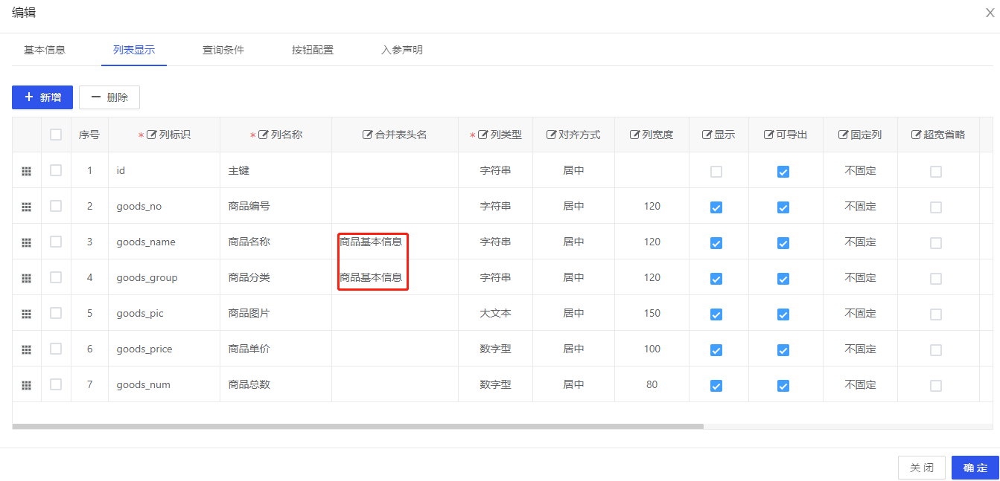 编辑
X
基本信息 列表显示 查询条件 按钮配置 入参声明
新增 删除
序号 * 列标识 * 列名称 合并表头名 * 列类型 对齐方式 列宽度 显示 可导出 固定列 超宽省略
1 id 主键 字符串 居中 不固定
2 goods_no 商品编号 字符串 居中 120 不固定
3 goods_name 商品名称 商品基本信息 字符串 居中 120 不固定
4 goods_group 商品分类 商品基本信息 字符串 居中 120 不固定
5 goods_pic 商品图片 大文本 居中 150 不固定
6 goods_price 商品单价 数字型 居中 100 不固定
7 goods_num 商品总数 数字型 居中 80 不固定
关闭 确定